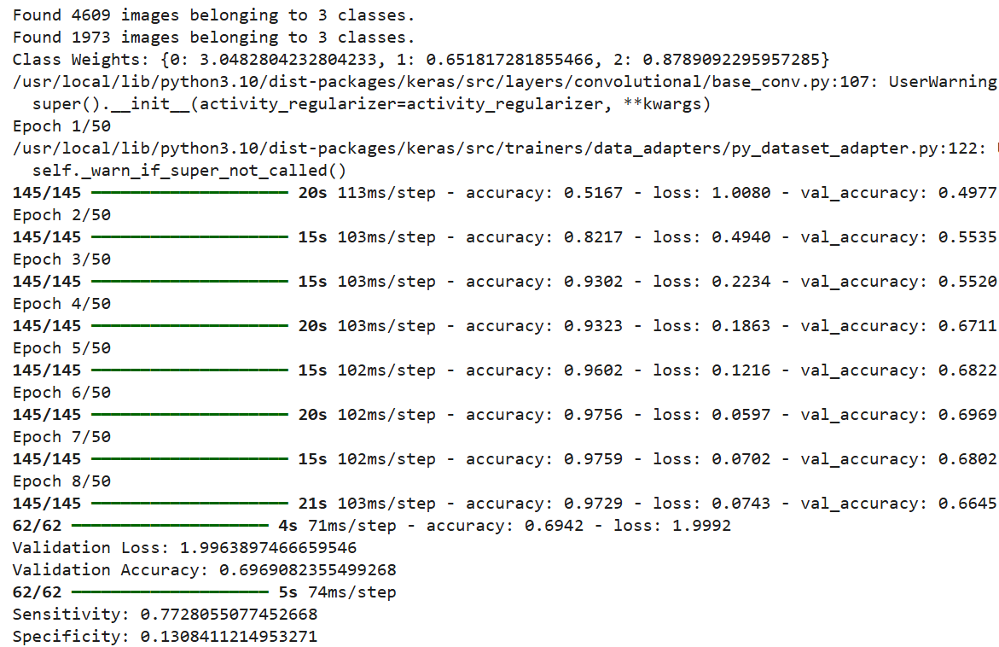 Found 4609 images belonging to 3 classes.
Found 1973 images belonging to 3 classes.
Class Weights: {0: 3.0482804232804233, 1: 0.651817281855466, 2: 0.8789092295957285}
/usr/local/lib/python3.10/dist-packages/keras/src/layers/convolutional/base_conv.py:107: UserWarning
super().__init__(activity_regularizer=activity_regularizer, **kwargs)
Epoch 1/50
/usr/local/lib/python3.10/dist-packages/keras/src/trainers/data_adapters/py_dataset_adapter.py:122:
self._warn_if_super_not_called()
145/145 ━━━━━━━━━━━━━━━━━━━━ 20s 113ms/step - accuracy: 0.5167 - loss: 1.0080 - val_accuracy: 0.4977
Epoch 2/50
145/145 ━━━━━━━━━━━━━━━━━━━━ 15s 103ms/step - accuracy: 0.8217 - loss: 0.4940 - val_accuracy: 0.5535
Epoch 3/50
145/145 ━━━━━━━━━━━━━━━━━━━━ 15s 103ms/step - accuracy: 0.9302 - loss: 0.2234 - val_accuracy: 0.5520
Epoch 4/50
145/145 ━━━━━━━━━━━━━━━━━━━━ 20s 103ms/step - accuracy: 0.9323 - loss: 0.1863 - val_accuracy: 0.6711
Epoch 5/50
145/145 ━━━━━━━━━━━━━━━━━━━━ 15s 102ms/step - accuracy: 0.9602 - loss: 0.1216 - val_accuracy: 0.6822
Epoch 6/50
145/145 ━━━━━━━━━━━━━━━━━━━━ 20s 102ms/step - accuracy: 0.9756 - loss: 0.0597 - val_accuracy: 0.6969
Epoch 7/50
145/145 ━━━━━━━━━━━━━━━━━━━━ 15s 102ms/step - accuracy: 0.9759 - loss: 0.0702 - val_accuracy: 0.6802
Epoch 8/50
145/145 ━━━━━━━━━━━━━━━━━━━━ 21s 103ms/step - accuracy: 0.9729 - loss: 0.0743 - val_accuracy: 0.6645
62/62 ━━━━━━━━━━━━━━━━━━━━ 4s 71ms/step - accuracy: 0.6942 - loss: 1.9992
Validation Loss: 1.9963897466659546
Validation Accuracy: 0.6969082355499268
62/62 ━━━━━━━━━━━━━━━━━━━━ 5s 74ms/step
Sensitivity: 0.7728055077452668
Specificity: 0.1308411214953271